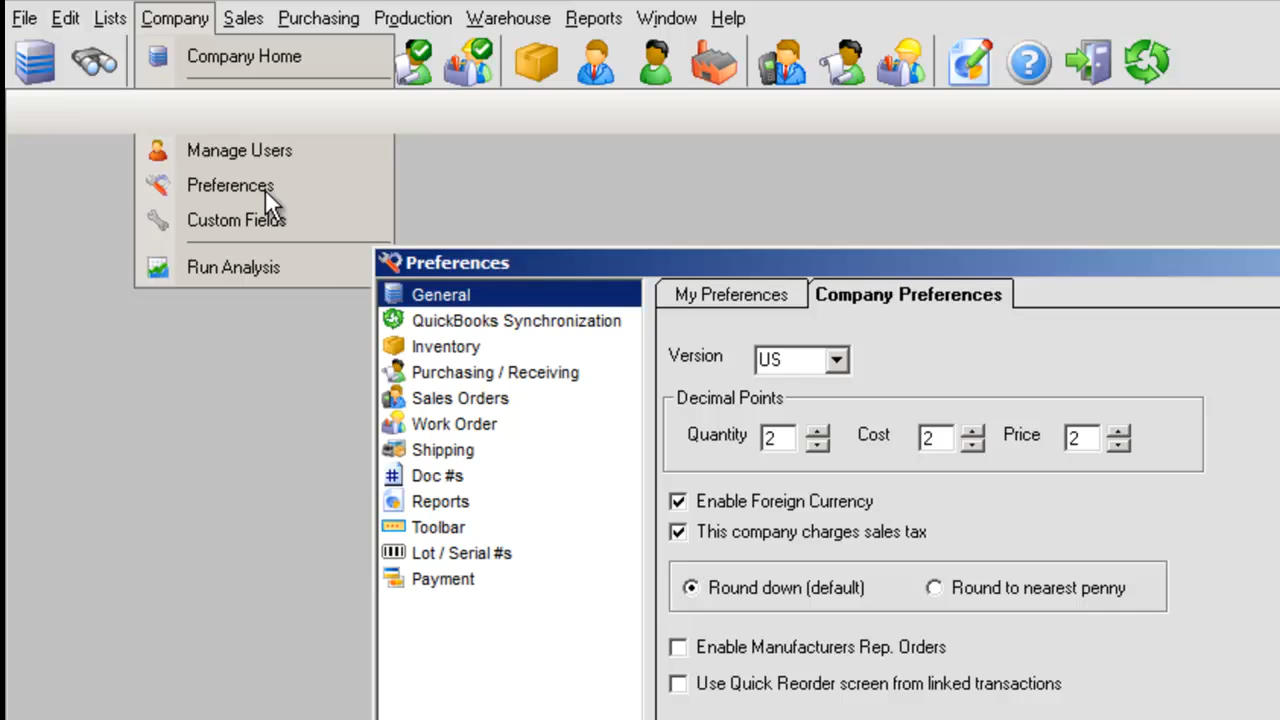 File Edit Lists Company Sales Purchasing Production Warehouse Reports Window Help
Company Home
Manage Users
Preferences
Custom Fields
Run Analysis
Preferences
General
QuickBooks Synchronization
Inventory
Purchasing / Receiving
Sales Orders
Work Order
Shipping
Doc #s
Reports
Toolbar
Lot / Serial #s
Payment
My Preferences Company Preferences
Version US
Decimal Points
Quantity 2 Cost 2 Price 2
Enable Foreign Currency
This company charges sales tax
Round down (default) Round to nearest penny
Enable Manufacturers Rep. Orders
Use Quick Reorder screen from linked transactions